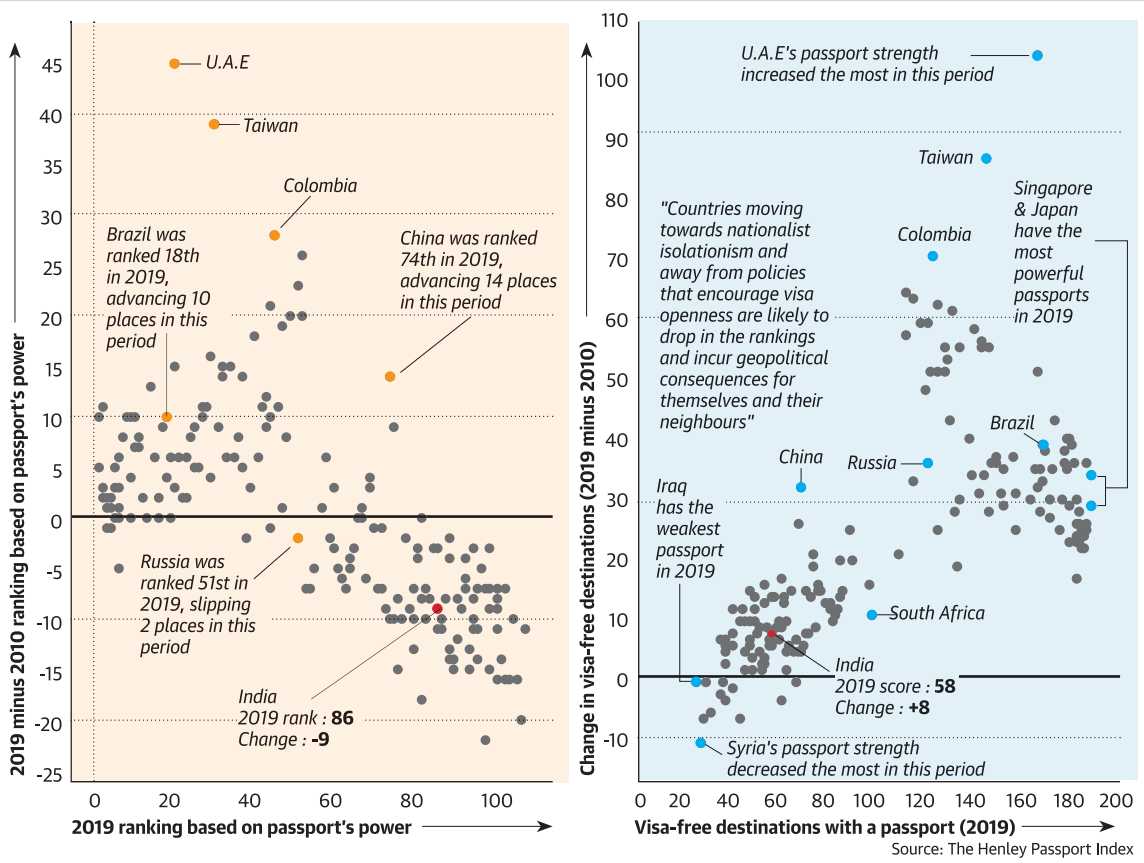 2019 minus 2010 ranking based on passport's power
45
40
35
30
25
20
15
10
5
0
-5
-10
-15
-20
-25
U.A.E
Taiwan
Colombia
Brazil was
ranked 18th
in 2019,
advancing 10
places in this
period
China was ranked
74th in 2019,
advancing 14 places
in this period
Russia was
ranked 51st in
2019, slipping
2 places in this
period
India
2019 rank : 86
Change : -9
0 20 40 60 80 100
2019 ranking based on passport's power
Change in visa-free destinations (2019 minus 2010)
110
100
90
80
70
60
50
40
30
20
10
0
-10
U.A.E's passport strength
increased the most in this period
Taiwan
Singapore
& Japan
have the
most
powerful
passports
in 2019
"Countries moving
towards nationalist
isolationism and
away from policies
that encourage visa
openness are likely to
drop in the rankings
and incur geopolitical
consequences for
themselves and their
neighbours"
Colombia
Brazil
China
Russia
Iraq
has the
weakest
passport
in 2019
South Africa
India
2019 score : 58
Change : +8
Syria's passport strength
decreased the most in this period
0 20 40 60 80 100 120 140 160 180 200
Visa-free destinations with a passport (2019)
Source: The Henley Passport Index